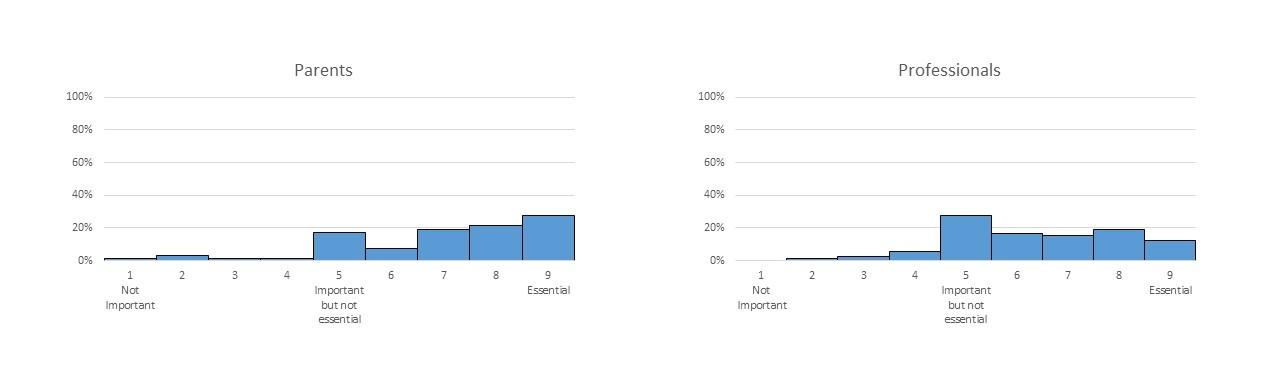 Parents
100%
80%
60%
40%
20%
0%
1 2 3 4 5 6 7 8 9
Not Important Essential
Important but not
essential
Professionals
100%
80%
60%
40%
20%
0%
1 2 3 4 5 6 7 8 9
Not Important Essential
Important but not
essential